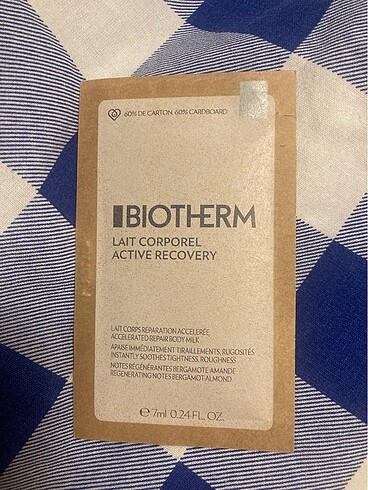 60% DE CARTON. 60% CARDBOARD
BIOTHERM
LAIT CORPOREL
ACTIVE RECOVERY
LAIT CORPS RÉPARATION ACCÉLÉRÉE
ACCELERATED REPAIR BODY MILK
APAISE IMMÉDIATEMENT TIRAILLEMENTS, RUGOSITÉS
INSTANTLY SOOTHES TIGHTNESS, ROUGHNESS
NOTES RÉGÉNÉRANTES BERGAMOTE AMANDE
REGENERATING NOTES BERGAMOT ALMOND
℮ 7ml 0.24 FL. OZ.